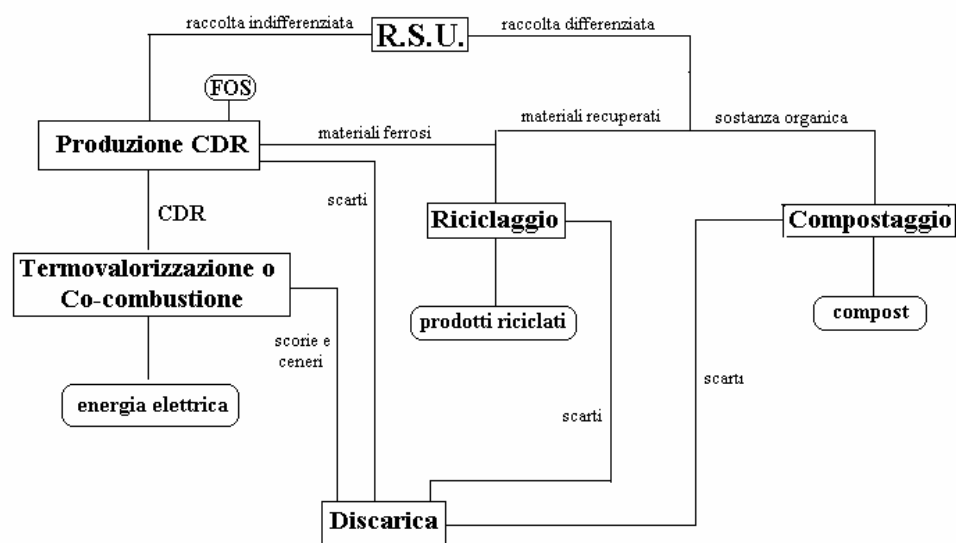 raccolta indifferenziata
R.S.U.
raccolta differenziata
FOS
Produzione CDR
materiali ferrosi
materiali recuperati
sostanza organica
CDR
scarti
Riciclaggio
Compostaggio
Termovalorizzazione o
Co-combustione
prodotti riciclati
compost
scorie e
ceneri
scarti
energia elettrica
scarti
Discarica